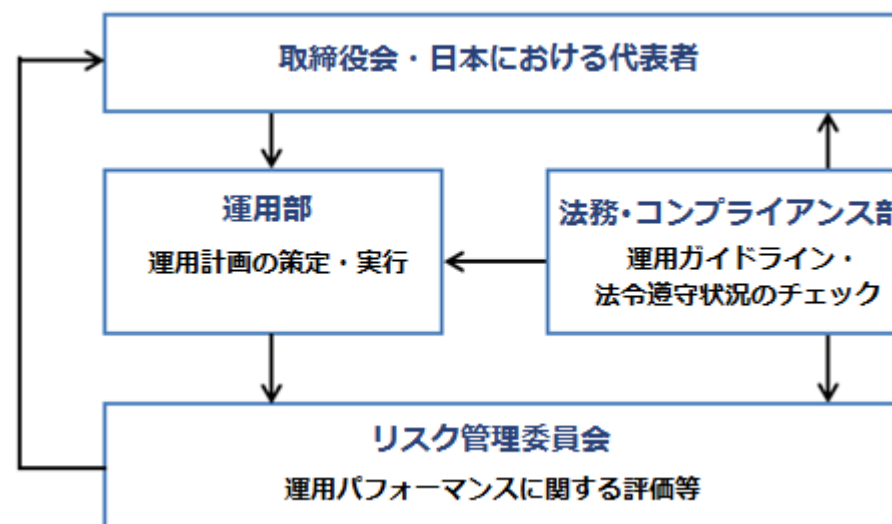 取締役会・日本における代表者
運用部
運用計画の策定・実行
法務・コンプライアンス部
運用ガイドライン・
法令遵守状況のチェック
リスク管理委員会
運用パフォーマンスに関する評価等